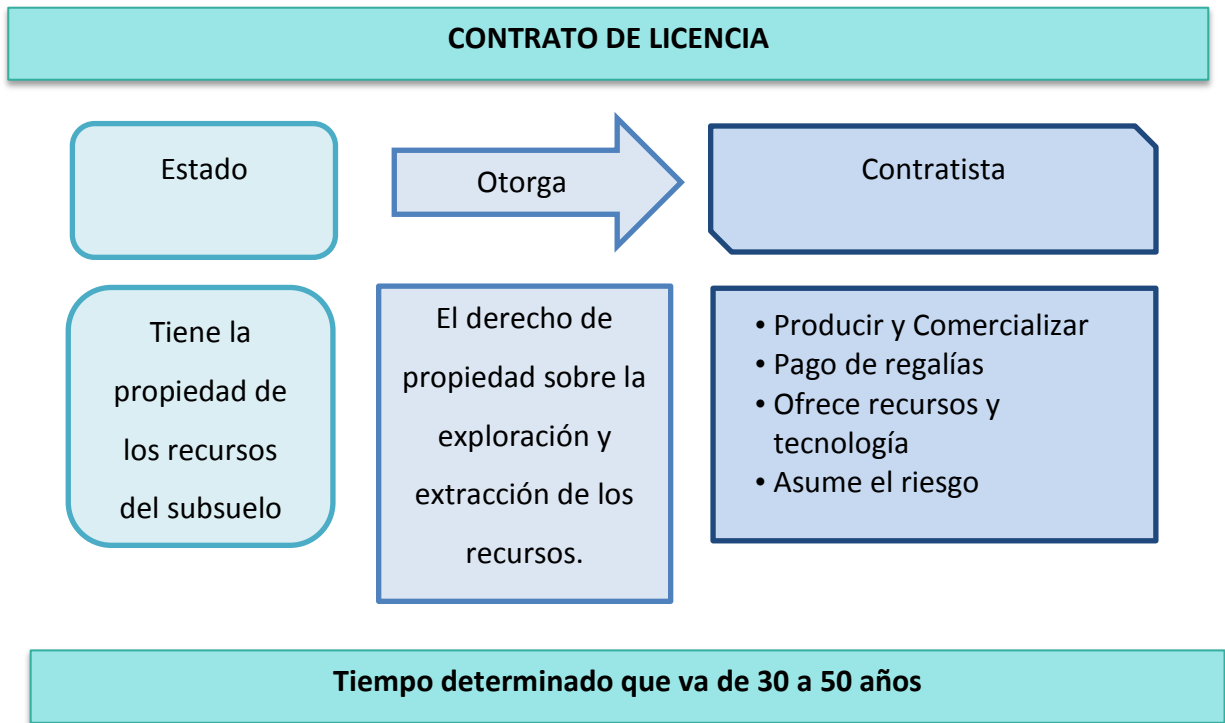 CONTRATO DE LICENCIA
Estado
Otorga
Contratista
Tiene la
propiedad de
los recursos
del subsuelo
El derecho de
propiedad sobre la
exploración y
extracción de los
recursos.
• Producir y Comercializar
• Pago de regalías
• Ofrece recursos y
tecnología
• Asume el riesgo
Tiempo determinado que va de 30 a 50 años